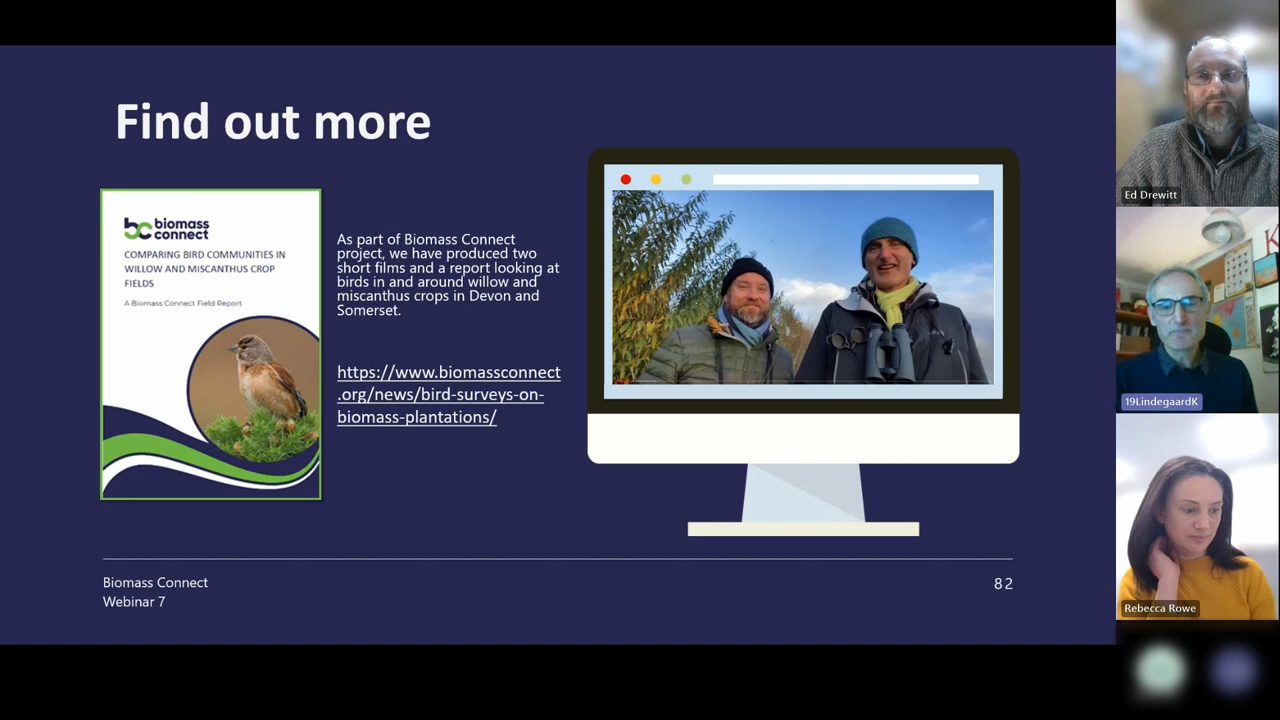 Find out more
biomass
connect
COMPARING BIRD COMMUNITIES IN
WILLOW AND MISCANTHUS CROP
FIELDS
A Biomass Connect Field Report
As part of Biomass Connect
project, we have produced two
short films and a report looking at
birds in and around willow and
miscanthus crops in Devon and
Somerset.
https://www.biomassconnect
.org/news/bird-surveys-on-
biomass-plantations/
Biomass Connect
Webinar 7
82
Ed Drewitt
K
19LindegaardK
Rebecca Rowe